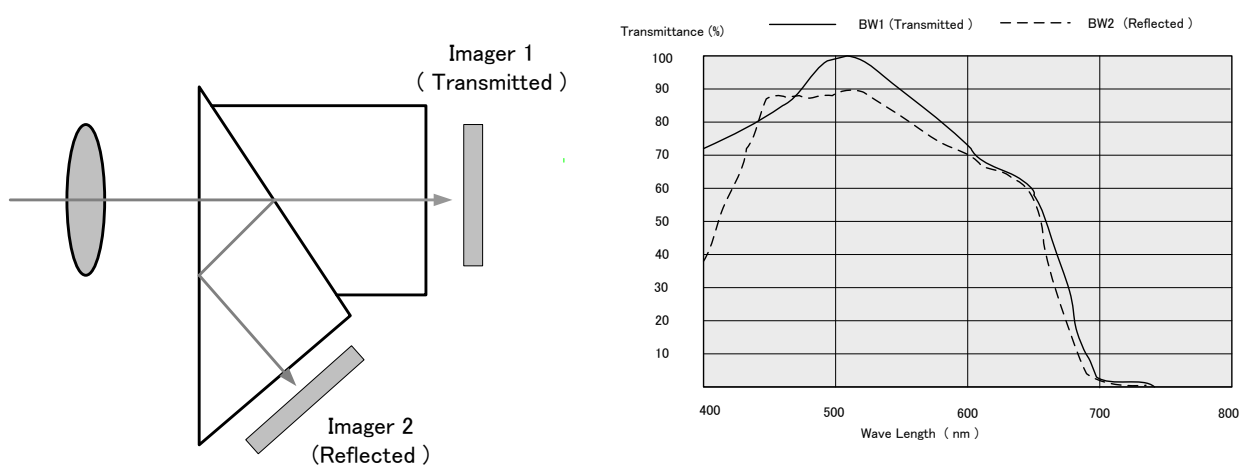 Imager 1
( Transmitted )
Imager 2
(Reflected )
Transmittance (%)
BW1 (Transmitted )
BW2 (Reflected )
100
90
80
70
60
50
40
30
20
10
400 500 600 700 800
Wave Length ( nm )